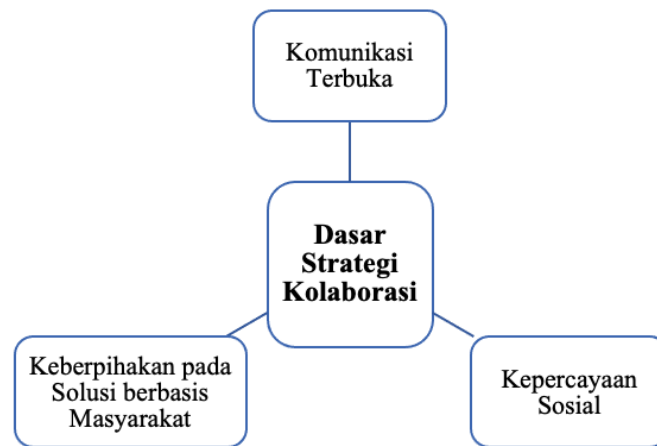 Komunikasi
Terbuka
Dasar
Strategi
Kolaborasi
Keberpihakan pada
Solusi berbasis
Masyarakat
Kepercayaan
Sosial